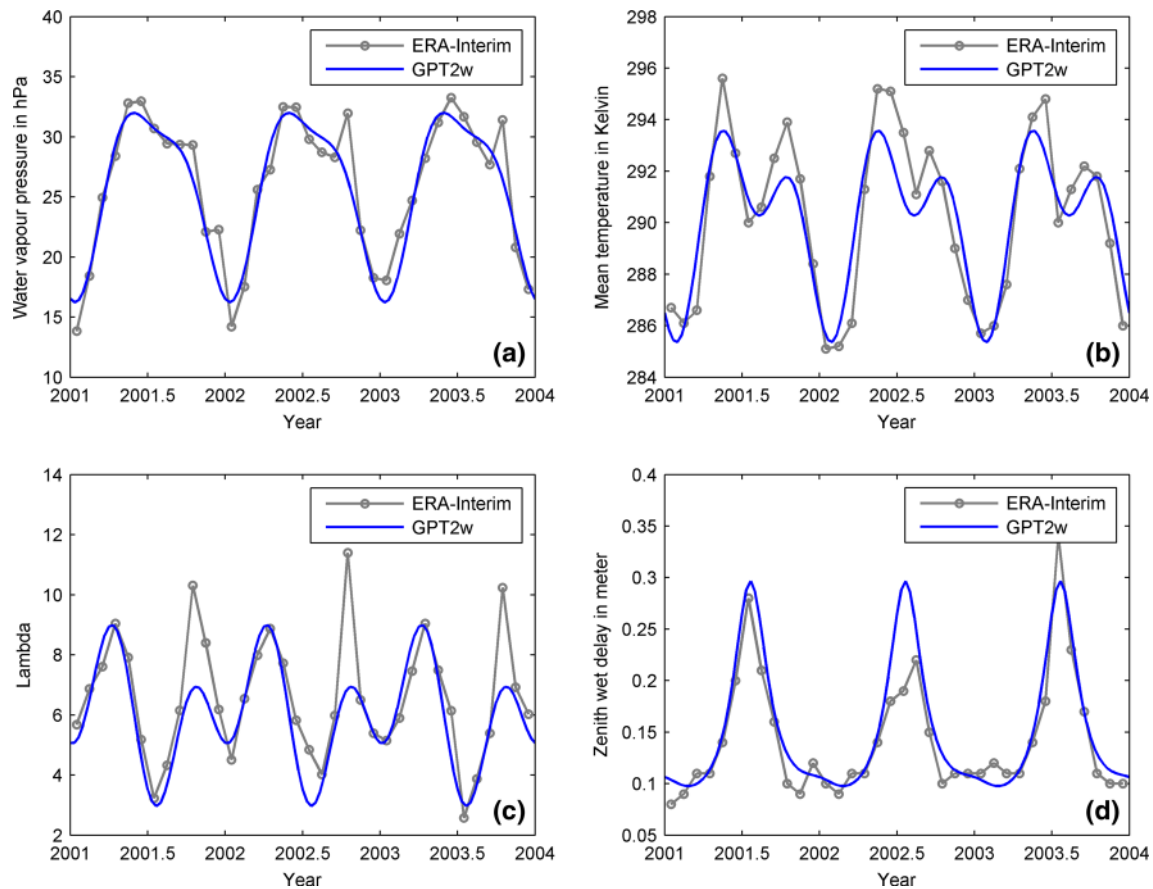 40
35
30
25
20
15
10
Water vapour pressure in hPa
ERA-Interim
GPT2w
(a)
2001 2001.5 2002 2002.5 2003 2003.5 2004
Year
298
296
294
292
290
288
286
284
Mean temperature in Kelvin
ERA-Interim
GPT2w
(b)
2001 2001.5 2002 2002.5 2003 2003.5 2004
Year
14
12
10
8
6
4
2
Lambda
ERA-Interim
GPT2w
(c)
2001 2001.5 2002 2002.5 2003 2003.5 2004
Year
0.4
0.35
0.3
0.25
0.2
0.15
0.1
0.05
Zenith wet delay in meter
ERA-Interim
GPT2w
(d)
2001 2001.5 2002 2002.5 2003 2003.5 2004
Year